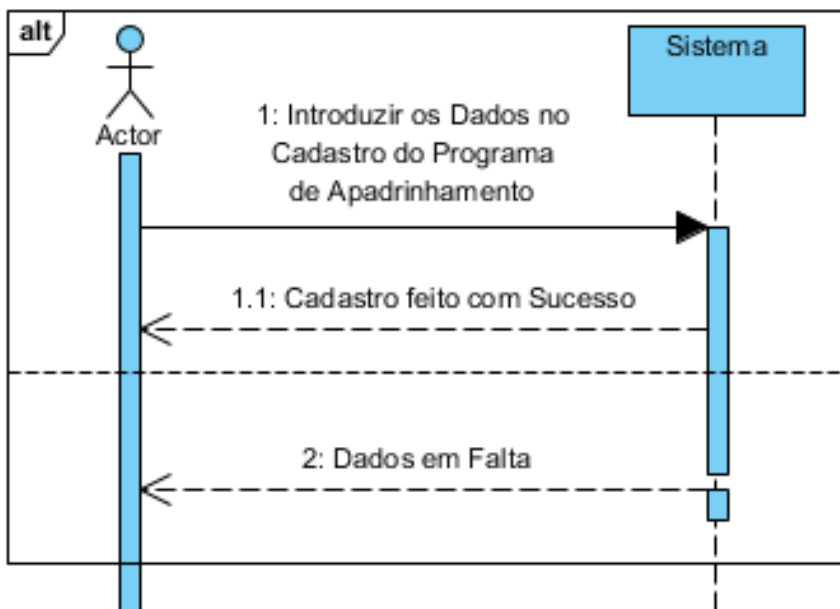 alt
Sistema
Actor
1: Introduzir os Dados no
Cadastro do Programa
de Apadrinhamento
1.1: Cadastro feito com Sucesso
2: Dados em Falta